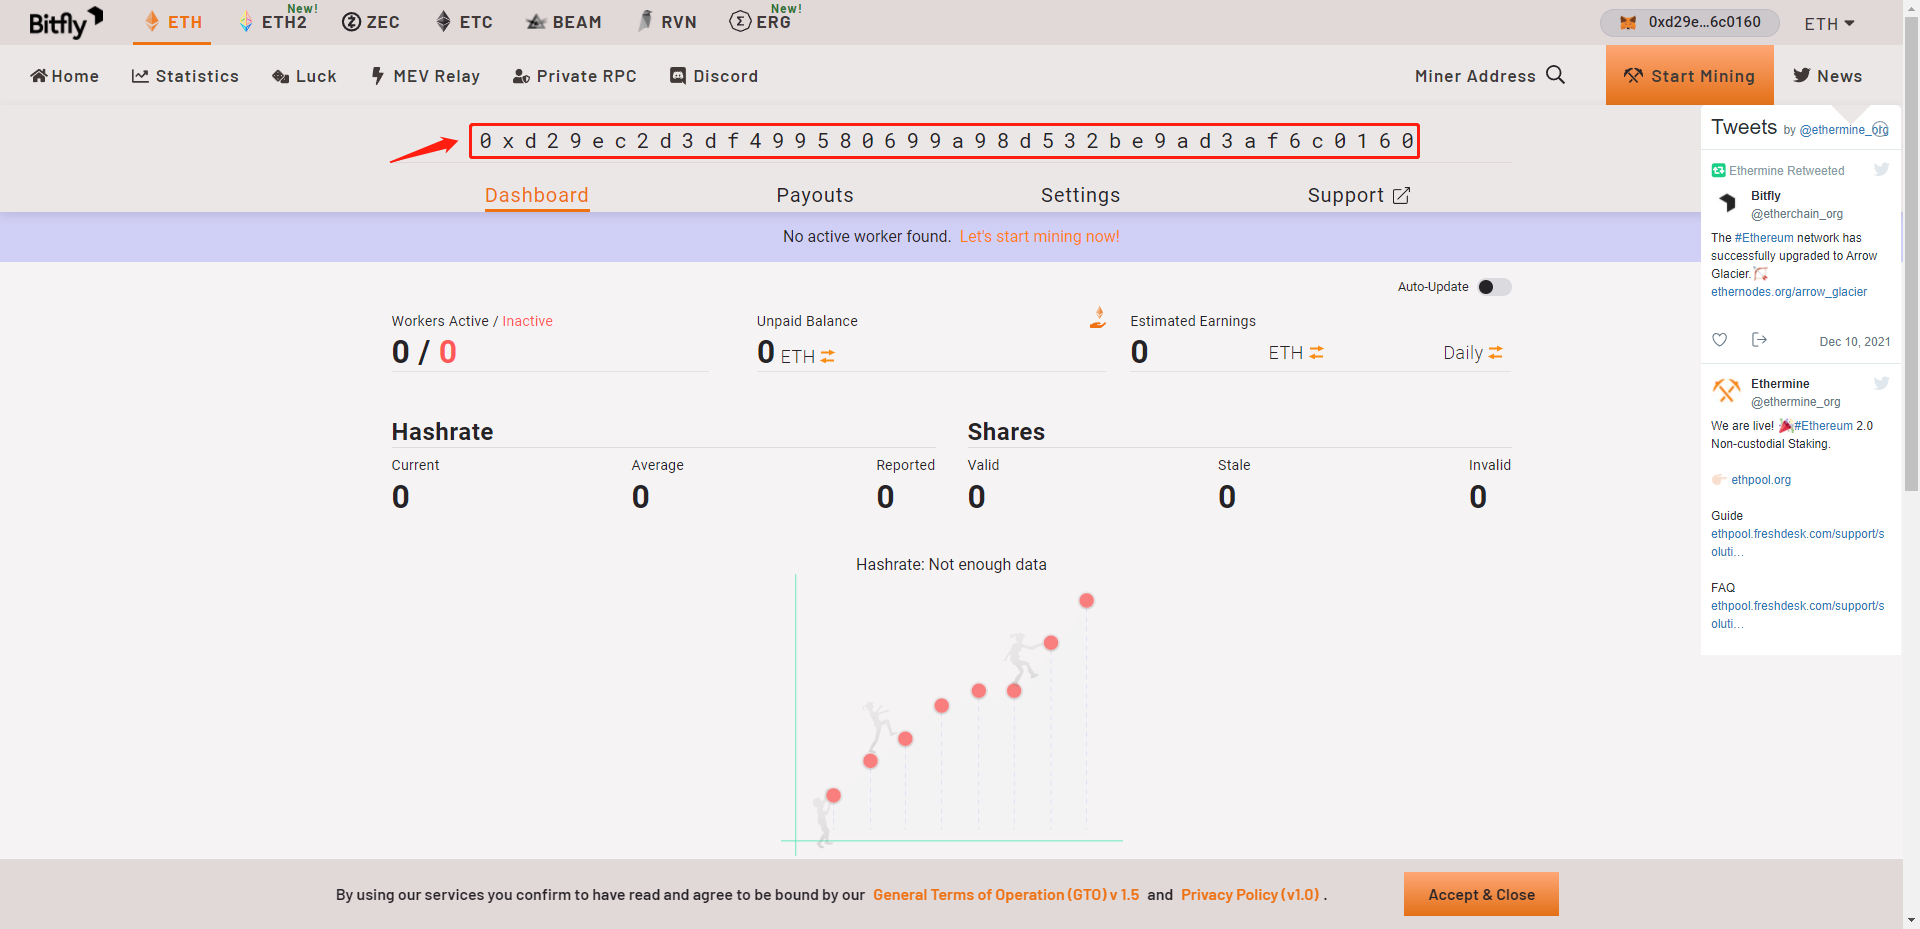 Bitfly
ETH
ETH2 New!
ZEC
ETC
BEAM
RVN
ERG New!
0xd29e...6c0160
ETH
Home
Statistics
Luck
MEV Relay
Private RPC
Discord
Miner Address
Start Mining
News
0xd29ec2d3df499580699a98d532be9ad3af6c0160
Dashboard
Payouts
Settings
Support
No active worker found. Let's start mining now!
Auto-Update
Workers Active / Inactive
0 / 0
Unpaid Balance
0 ETH
Estimated Earnings
0 ETH Daily
Hashrate
Current
0
Average
0
Reported
0
Shares
Valid
0
Stale
0
Invalid
0
Hashrate: Not enough data
Tweets by @ethermine_org
Ethermine Retweeted
Bitfly
@etherchain_org
The #Ethereum network has
successfully upgraded to Arrow
Glacier.
ethernodes.org/arrow_glacier
Dec 10, 2021
Ethermine
@ethermine_org
We are live! #Ethereum 2.0
Non-custodial Staking.
ethpool.org
Guide
ethpool.freshdesk.com/support/s
oluti…
FAQ
ethpool.freshdesk.com/support/s
oluti…
By using our services you confirm to have read and agree to be bound by our General Terms of Operation (GTO) v 1.5 and Privacy Policy (v1.0) .
Accept & Close